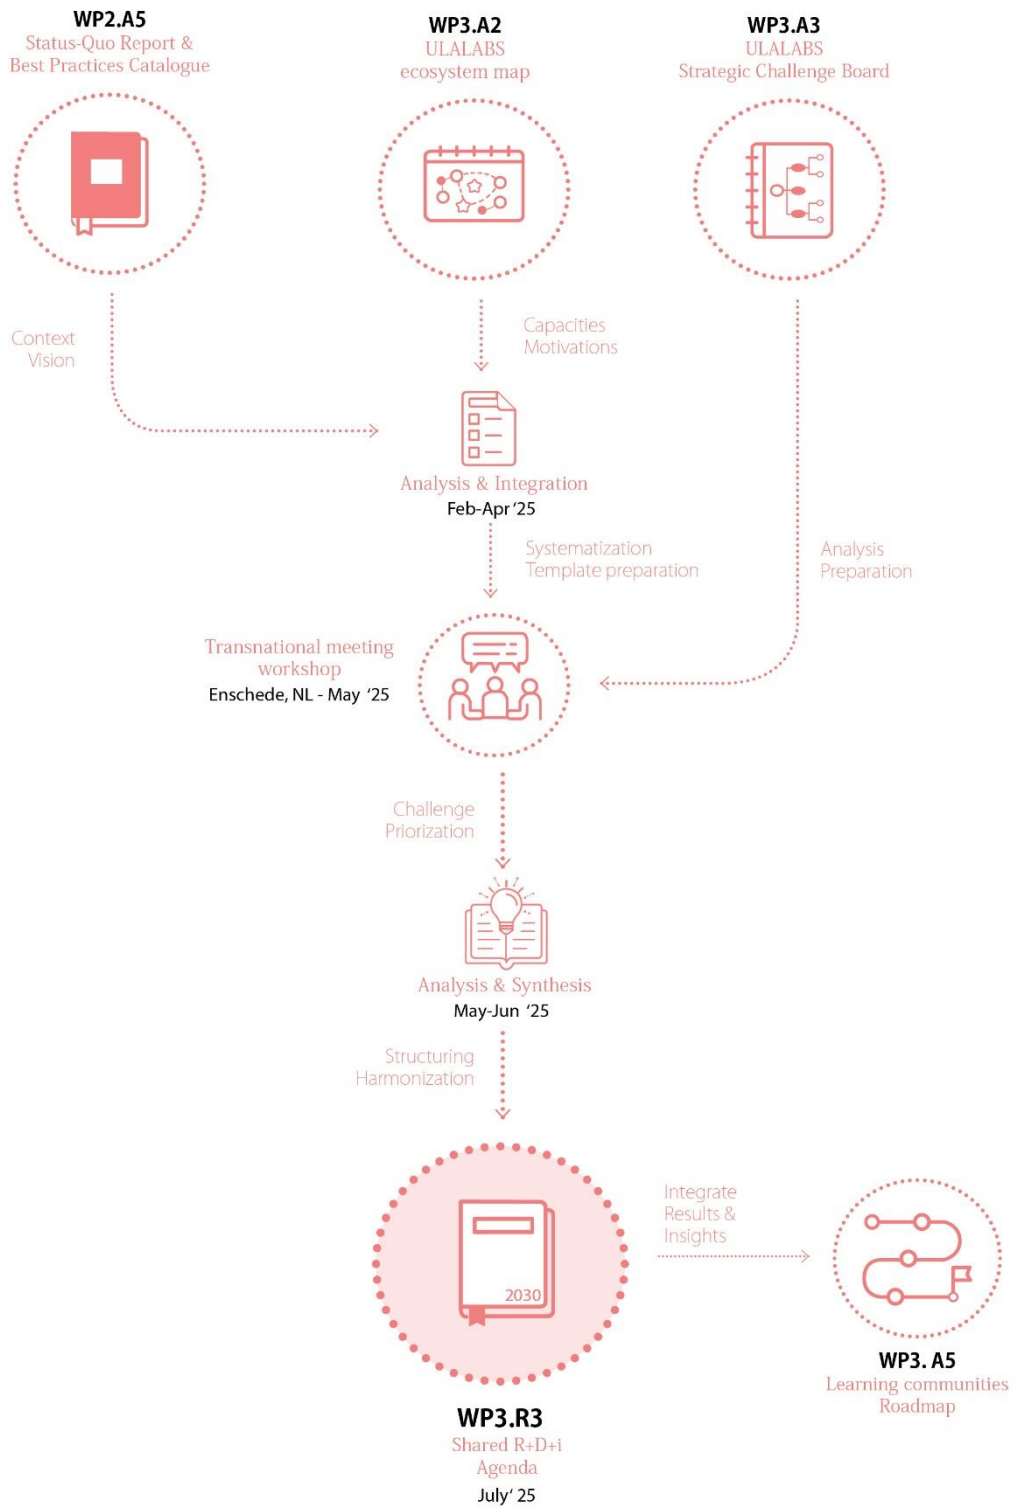 WP2.A5
Status-Quo Report &
Best Practices Catalogue
WP3.A2
ULALABS
ecosystem map
WP3.A3
ULALABS
Strategic Challenge Board
Context
Vision
Capacities
Motivations
Analysis & Integration
Feb-Apr ‘25
Systematization
Template preparation
Analysis
Preparation
Transnational meeting
workshop
Enschede, NL - May ‘25
Challenge
Priorization
Analysis & Synthesis
May-Jun ‘25
Structuring
Harmonization
2030
Integrate
Results &
Insights
WP3.R3
Shared R+D+i
Agenda
July‘ 25
WP3. A5
Learning communities
Roadmap